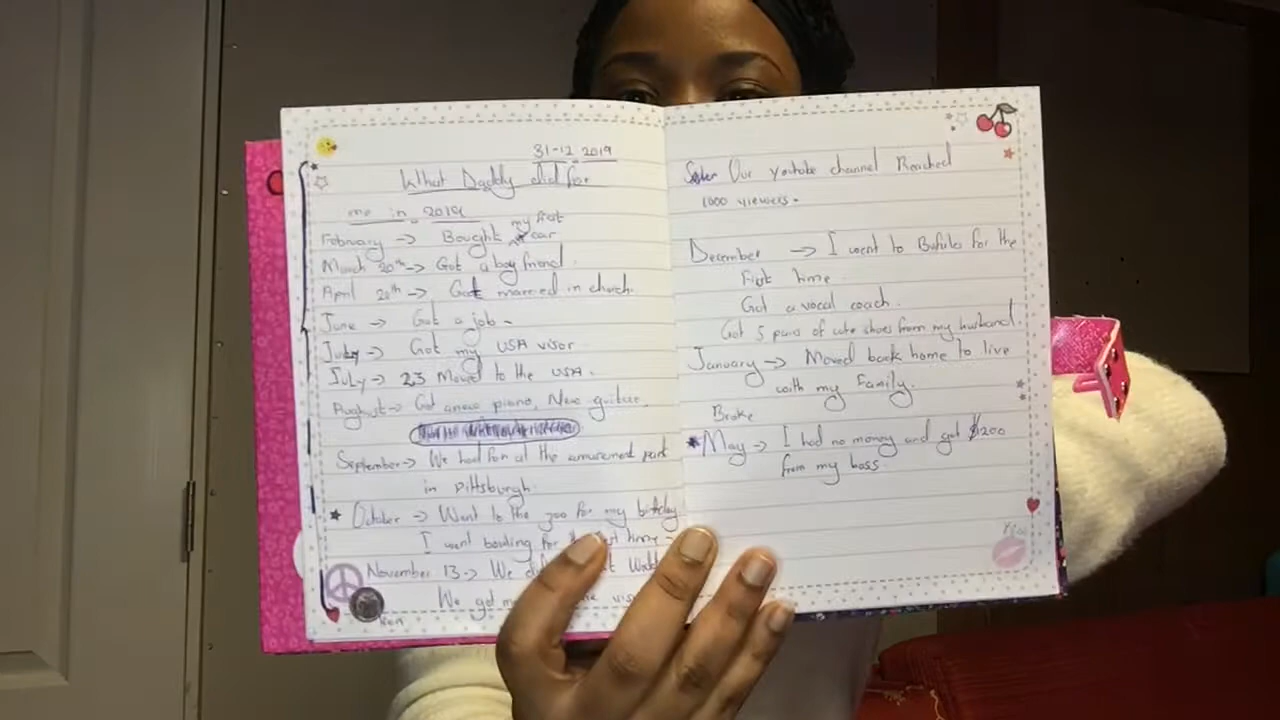 31-12-2019
What Daddy did for
me in 2019
February -> Bought my first car
March 20th -> Got a boyfriend
April 20th -> Got married in church.
June -> Got a job -
July -> Got my USA visor
July -> 23 Moved to the USA.
August -> Got a new piano, New guitar
September -> We had fun at the amusement park
in Pittsburgh
October -> Went to the zoo for my
I went bowling for time -
November 13 -> We
We got
Our youtube channel Reached
1000 viewers.
December -> I went to for the
First time
Got a vocal coach.
Got 5 pairs of cute shoes from my husband
January -> Moved back home to live
with my Family.
Broke
May -> I had no money and got $200
from my boss